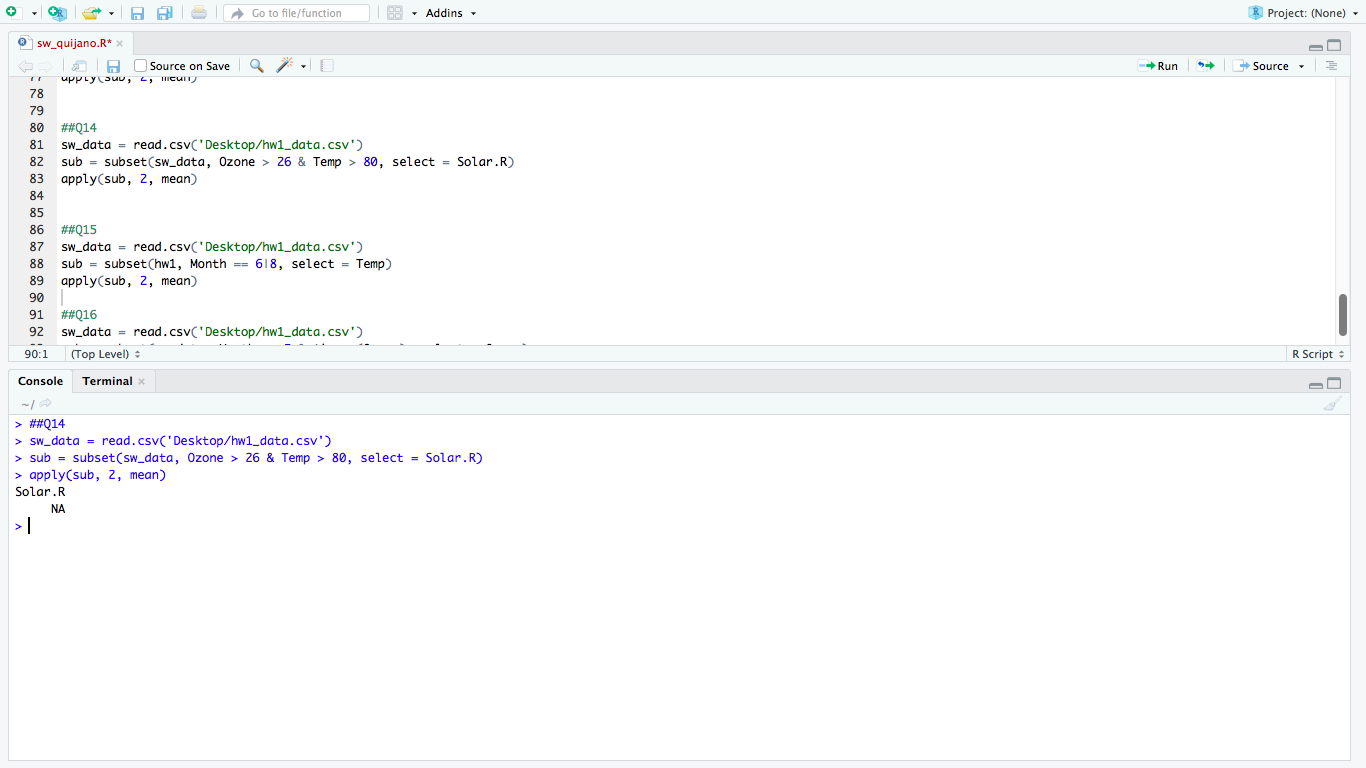 Go to file/function
Addins
Project: (None)
sw_quijano.R*
Source on Save
Run
Source
77 apply(sub, 2, mean)
78
79
80 ##Q14
81 sw_data = read.csv('Desktop/hw1_data.csv')
82 sub = subset(sw_data, Ozone > 26 & Temp > 80, select = Solar.R)
83 apply(sub, 2, mean)
84
85
86 ##Q15
87 sw_data = read.csv('Desktop/hw1_data.csv')
88 sub = subset(hw1, Month == 6|8, select = Temp)
89 apply(sub, 2, mean)
90
91 ##Q16
92 sw_data = read.csv('Desktop/hw1_data.csv')
90:1 (Top Level) R Script
Console Terminal
~/
> ##Q14
> sw_data = read.csv('Desktop/hw1_data.csv')
> sub = subset(sw_data, Ozone > 26 & Temp > 80, select = Solar.R)
> apply(sub, 2, mean)
Solar.R
NA
>